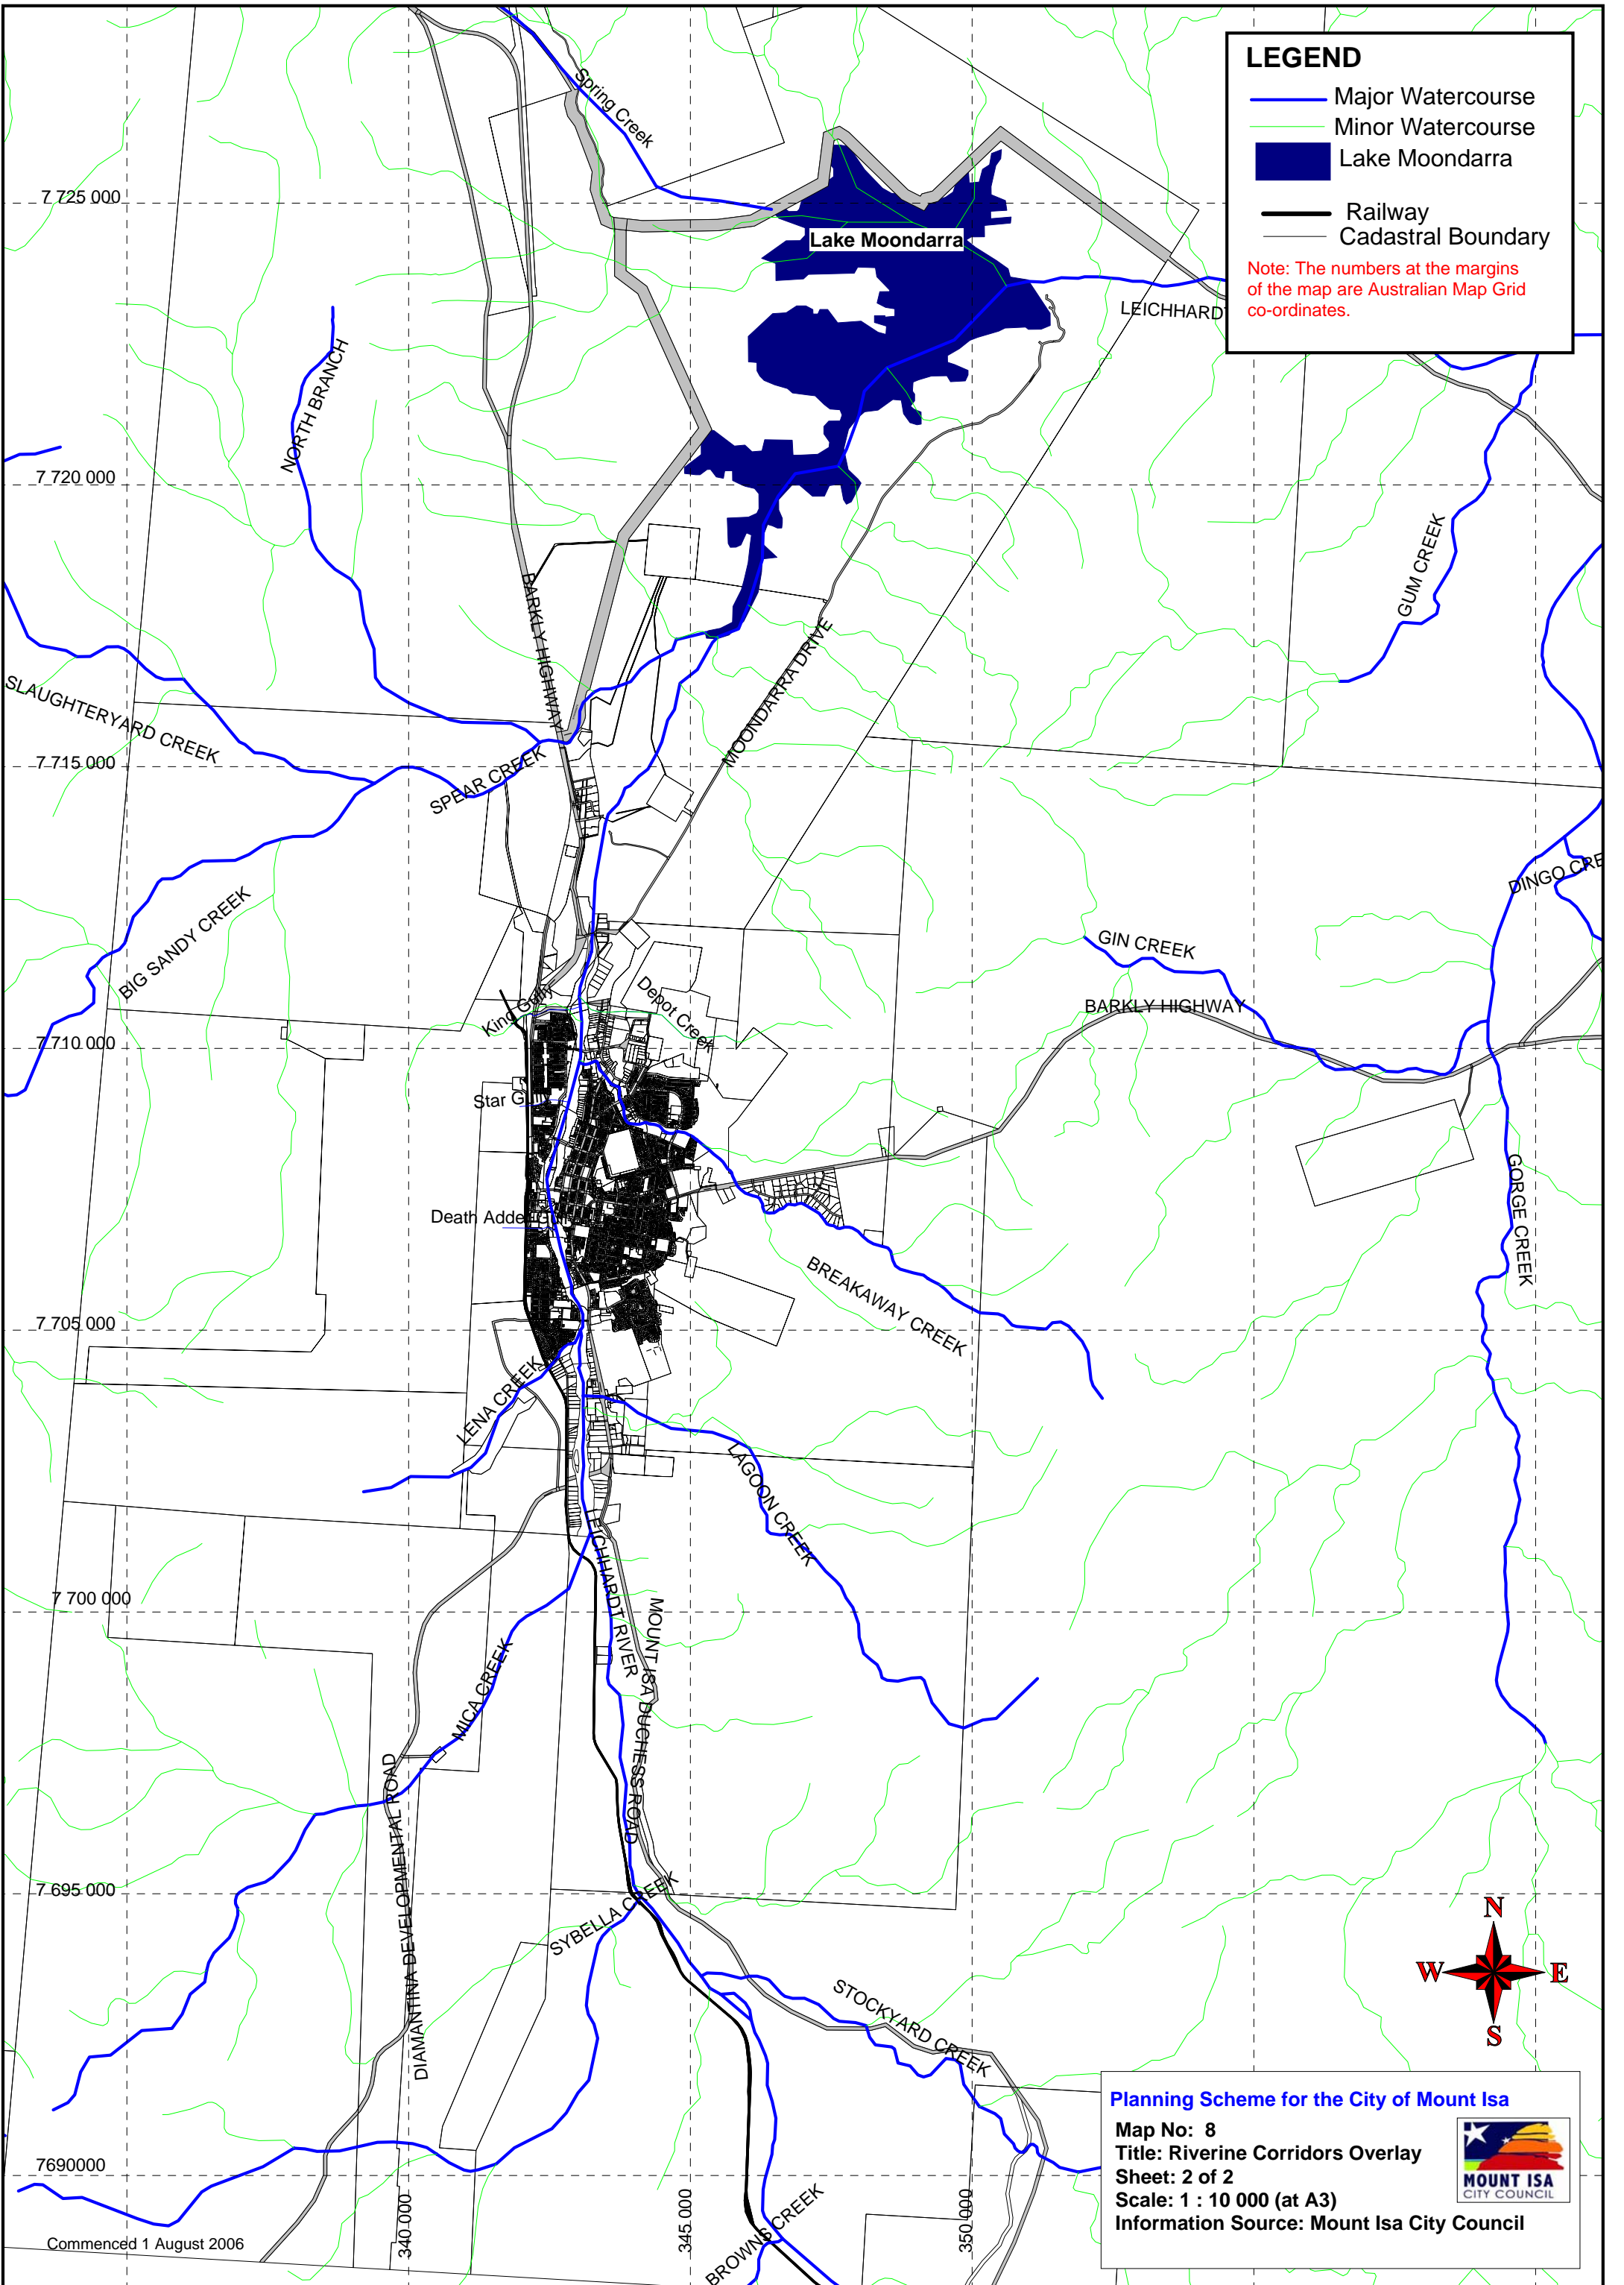 LEGEND
Major Watercourse
Minor Watercourse
Lake Moondarra
Railway
Cadastral Boundary
Note: The numbers at the margins
of the map are Australian Map Grid
co-ordinates.
Spring Creek
7 725 000
Lake Moondarra
LEICHHARDT
NORTH BRANCH
7 720 000
GUM CREEK
BARKLY HIGHWAY
MOONDARRA DRIVE
SLAUGHTERYARD CREEK
7 715 000
SPEAR CREEK
DINGO CRE
BIG SANDY CREEK
GIN CREEK
King Gully
Depot Creek
BARKLY HIGHWAY
7 710 000
Star Gully
GORGE CREEK
Death Adder Gully
BREAKAWAY CREEK
7 705 000
LENA CREEK
LAGOON CREEK
LEICHHARDT RIVER
7 700 000
MOUNT ISA DUCHESS ROAD
MICA CREEK
DIAMANTINA DEVELOPMENTAL ROAD
7 695 000
SYBELLA CREEK
STOCKYARD CREEK
N
W
E
S
7690000
340 000
345 000
350 000
BROWNS CREEK
Commenced 1 August 2006
Planning Scheme for the City of Mount Isa
Map No: 8
Title: Riverine Corridors Overlay
Sheet: 2 of 2
Scale: 1 : 10 000 (at A3)
Information Source: Mount Isa City Council
MOUNT ISA
CITY COUNCIL